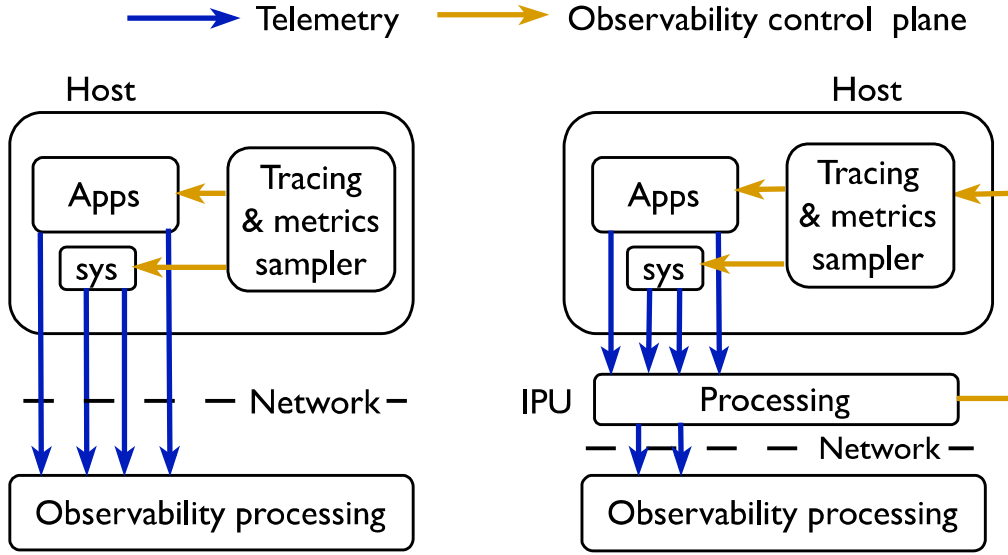 Telemetry
Observability control plane
Host
Apps
Tracing
& metrics
sampler
sys
Network
Observability processing
Host
Apps
Tracing
& metrics
sampler
sys
IPU
Processing
Network
Observability processing